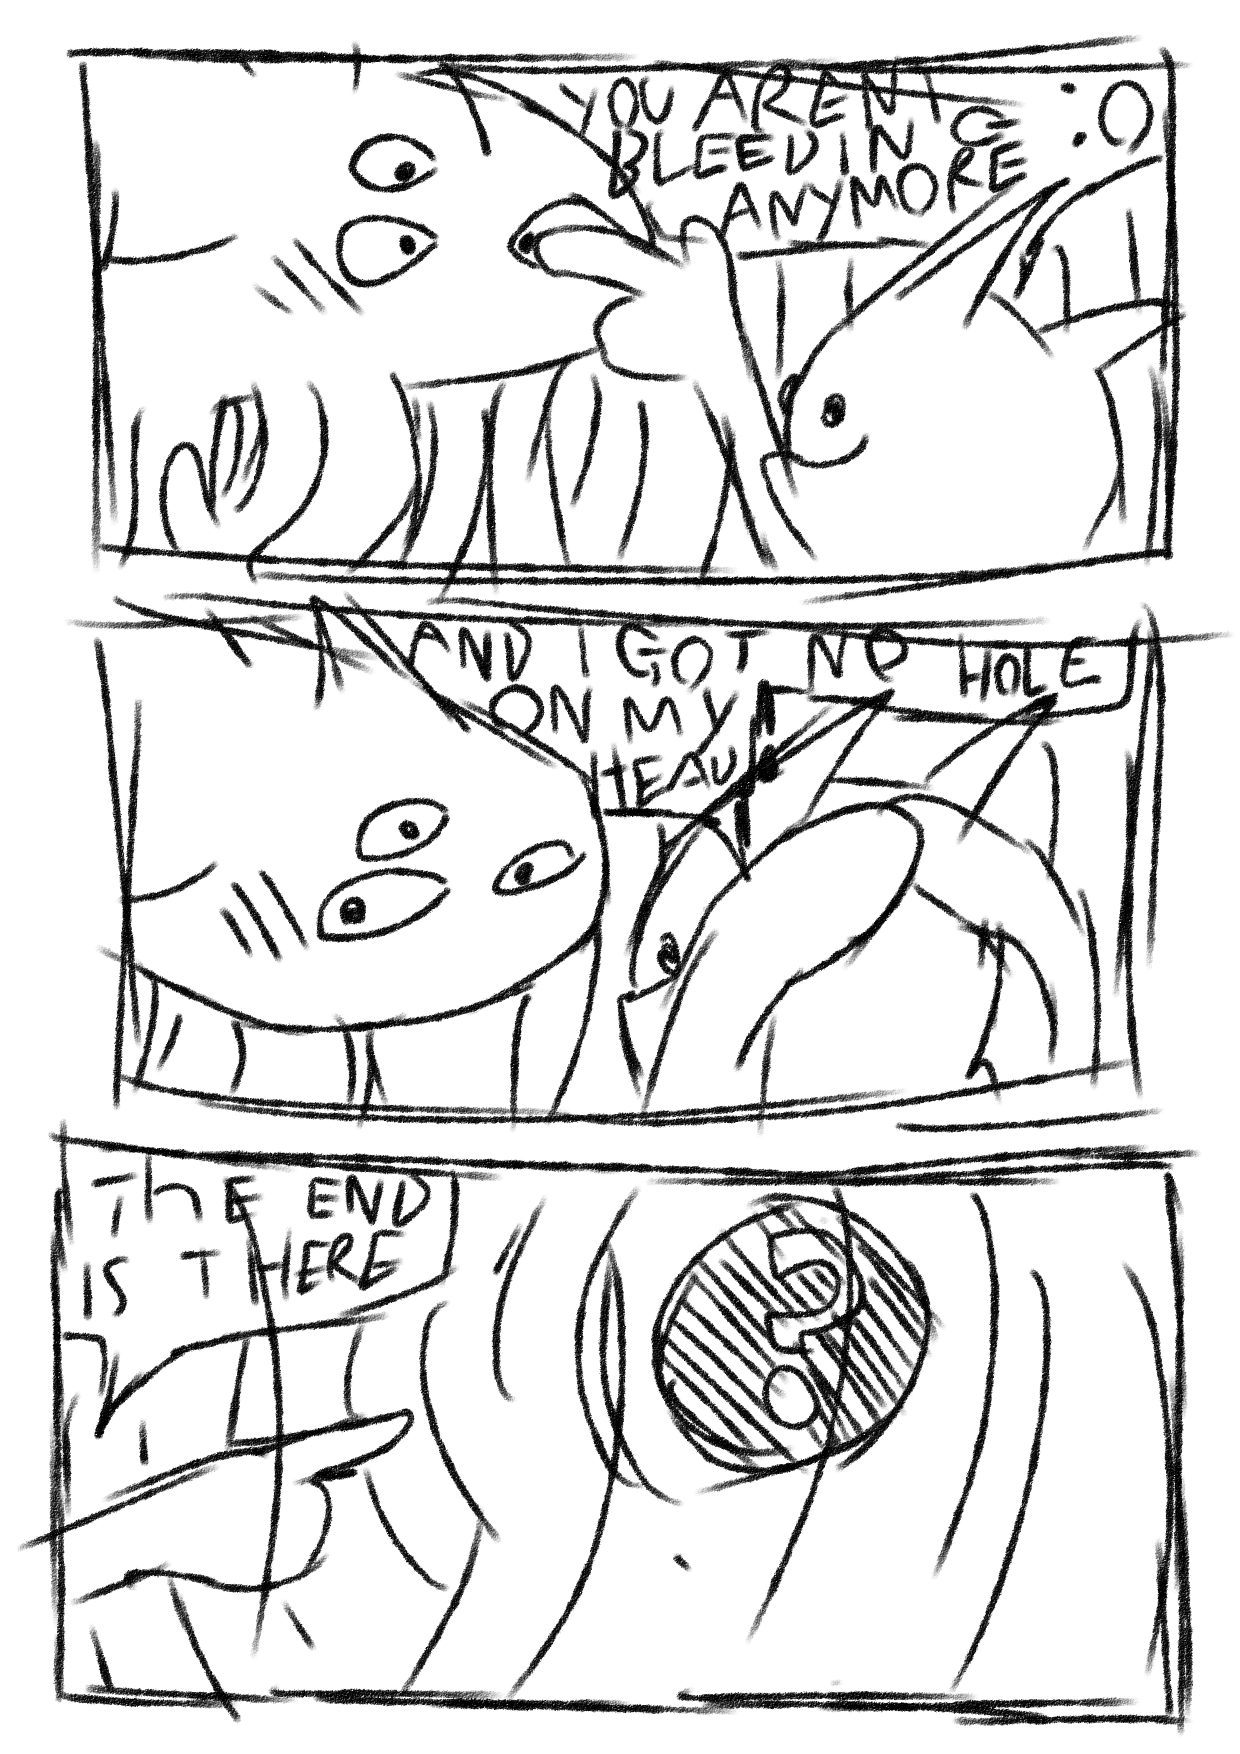 YOU AREN'T
BLEEDING
ANYMORE
:O
AND I GOT NO HOLE
ON MY
HEAD
THE END
IS THERE
?